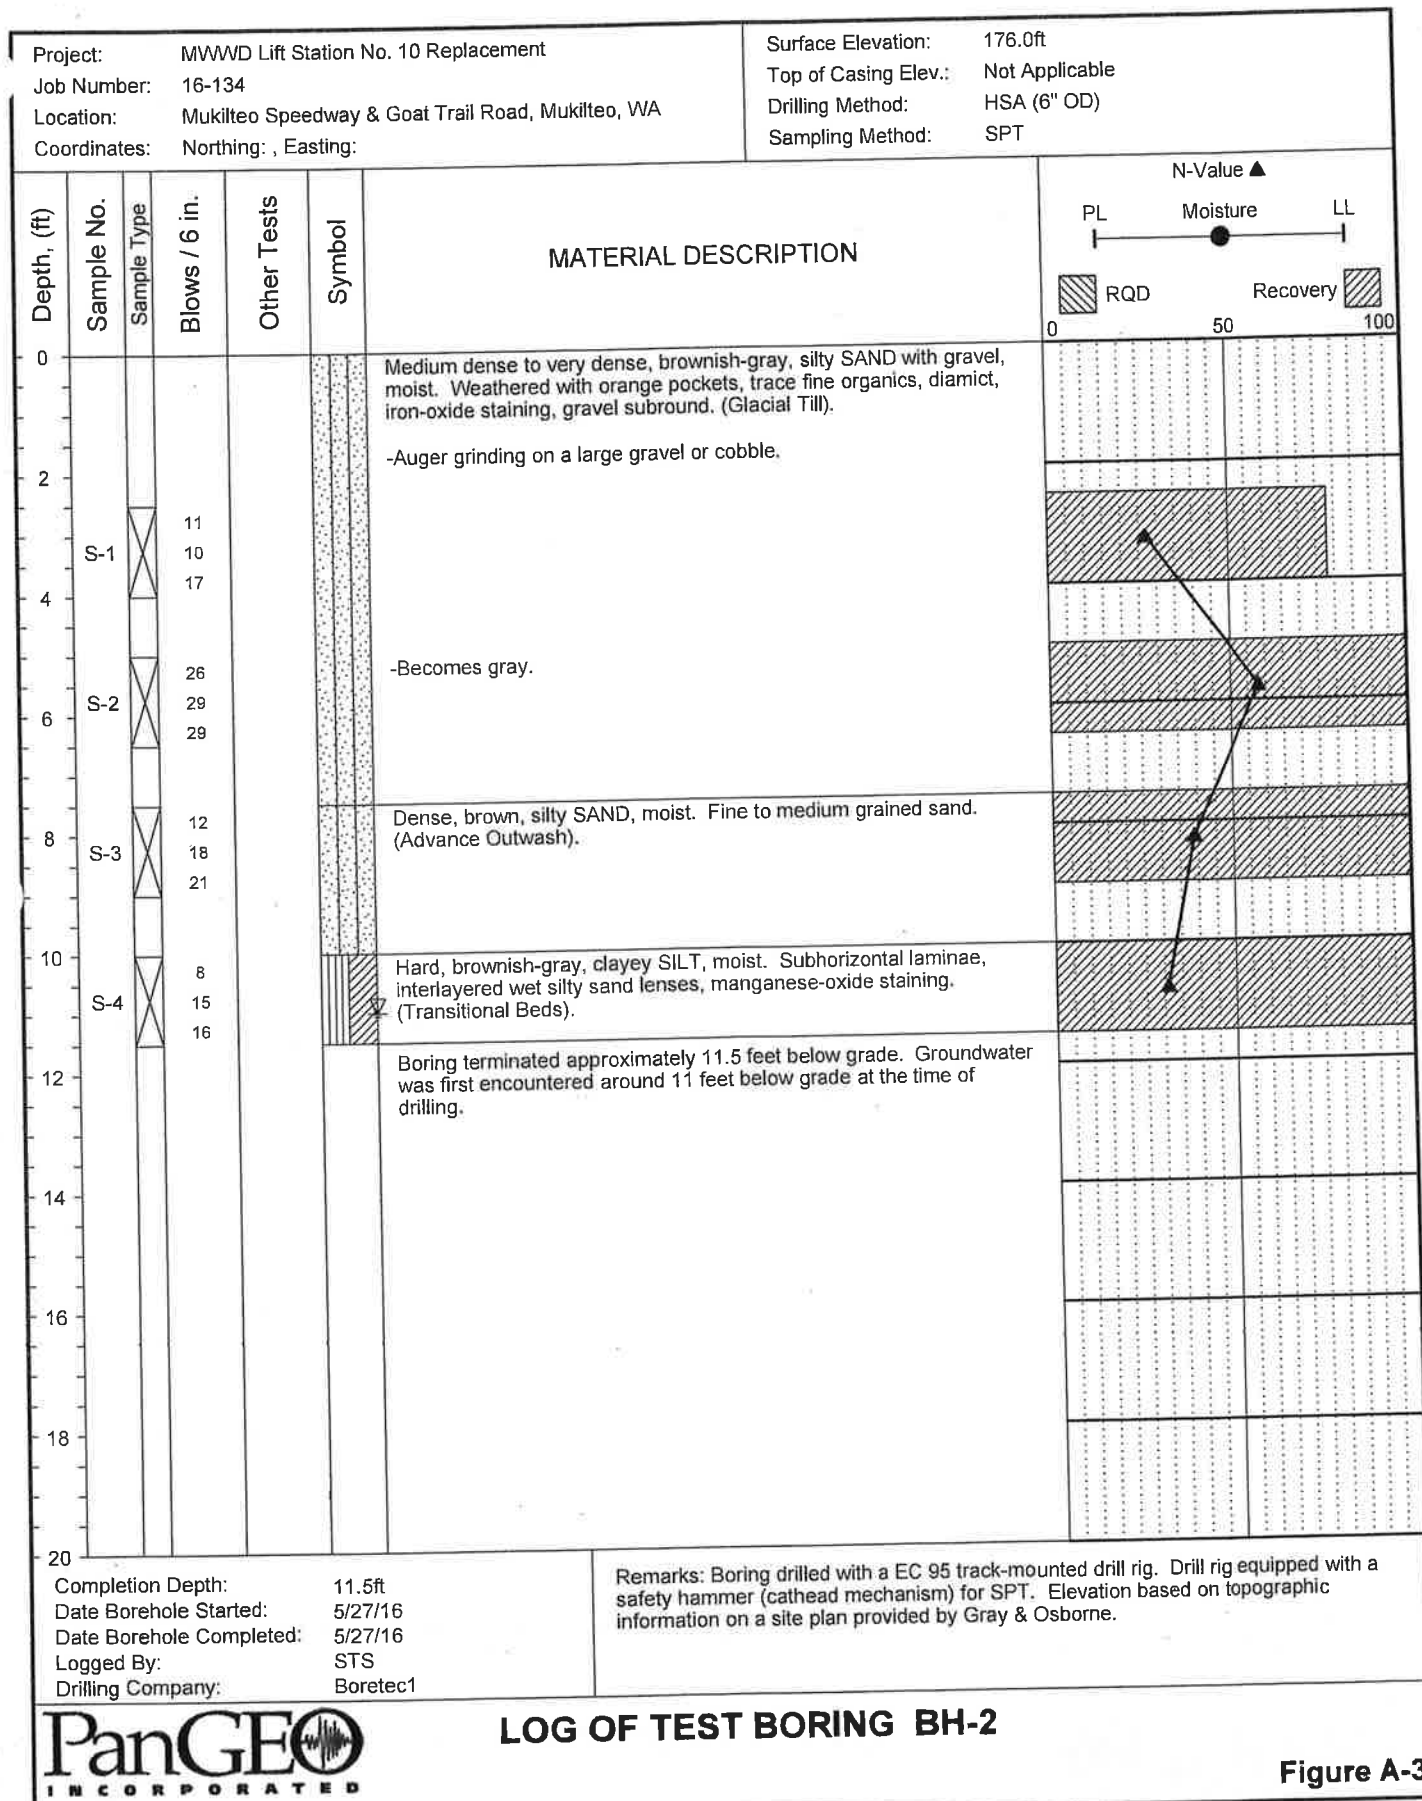 Project: MWWD Lift Station No. 10 Replacement
Job Number: 16-134
Location: Mukilteo Speedway & Goat Trail Road, Mukilteo, WA
Coordinates: Northing: , Easting:
Surface Elevation: 176.0ft
Top of Casing Elev.: Not Applicable
Drilling Method: HSA (6" OD)
Sampling Method: SPT
Depth, (ft)
Sample No.
Sample Type
Blows / 6 in.
Other Tests
Symbol
MATERIAL DESCRIPTION
N-Value ▲
PL Moisture LL
RQD Recovery
0 50 100
0
Medium dense to very dense, brownish-gray, silty SAND with gravel,
moist. Weathered with orange pockets, trace fine organics, diamict,
iron-oxide staining, gravel subround. (Glacial Till).
-Auger grinding on a large gravel or cobble.
2
11
S-1 10
17
4
-Becomes gray.
26
S-2 29
6
29
Dense, brown, silty SAND, moist. Fine to medium grained sand.
(Advance Outwash).
12
8
S-3 18
21
10
Hard, brownish-gray, clayey SILT, moist. Subhorizontal laminae,
interlayered wet silty sand lenses, manganese-oxide staining.
(Transitional Beds).
8
S-4 15
16
Boring terminated approximately 11.5 feet below grade. Groundwater
was first encountered around 11 feet below grade at the time of
drilling.
12
14
16
18
20
Completion Depth: 11.5ft
Date Borehole Started: 5/27/16
Date Borehole Completed: 5/27/16
Logged By: STS
Drilling Company: Boretec1
Remarks: Boring drilled with a EC 95 track-mounted drill rig. Drill rig equipped with a
safety hammer (cathead mechanism) for SPT. Elevation based on topographic
information on a site plan provided by Gray & Osborne.
PanGEO
INCORPORATED
LOG OF TEST BORING BH-2
Figure A-3